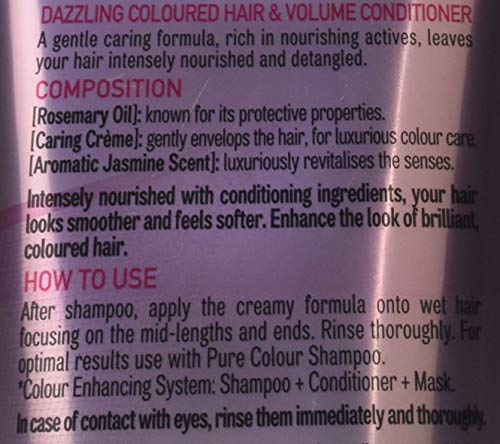 DAZZLING COLOURED HAIR & VOLUME CONDITIONER
A gentle caring formula, rich in nourishing actives, leaves
your hair intensely nourished and detangled.
COMPOSITION
[Rosemary Oil]: known for its protective properties.
[Caring Crème]: gently envelops the hair, for luxurious colour care.
[Aromatic Jasmine Scent]: luxuriously revitalises the senses.
Intensely nourished with conditioning ingredients, your hair
looks smoother and feels softer. Enhance the look of brilliant,
coloured hair.
HOW TO USE
After shampoo, apply the creamy formula onto wet hair
focusing on the mid-lengths and ends. Rinse thoroughly. For
optimal results use with Pure Colour Shampoo.
*Colour Enhancing System: Shampoo + Conditioner + Mask.
In case of contact with eyes, rinse them immediately and thoroughly.